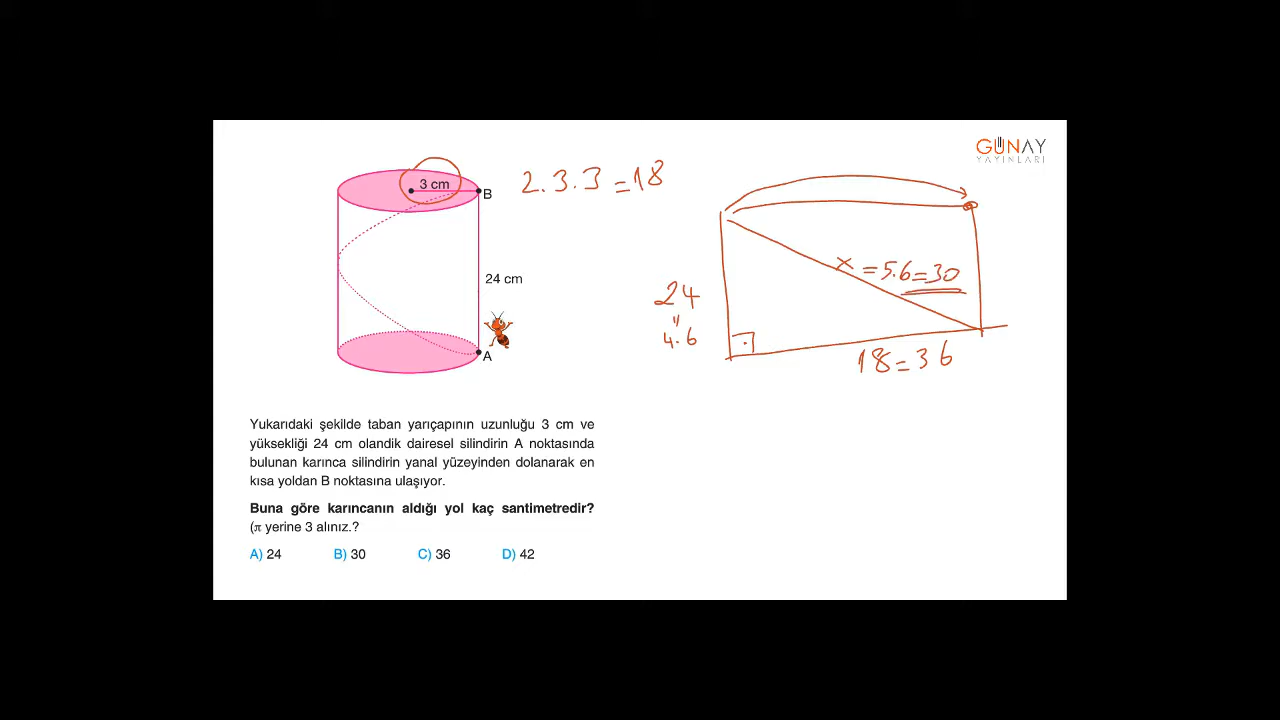 GÜNAY
YAYINLARI
3 cm
B
2.3.3=18
24 cm
A
x =5.6=30
24
"
4.6
18=36
Yukarıdaki şekilde taban yarıçapının uzunluğu 3 cm ve
yüksekliği 24 cm olandik dairesel silindirin A noktasında
bulunan karınca silindirin yanal yüzeyinden dolanarak en
kısa yoldan B noktasına ulaşıyor.
Buna göre karıncanın aldığı yol kaç santimetredir?
(π yerine 3 alınız.?
A) 24 B) 30 C) 36 D) 42